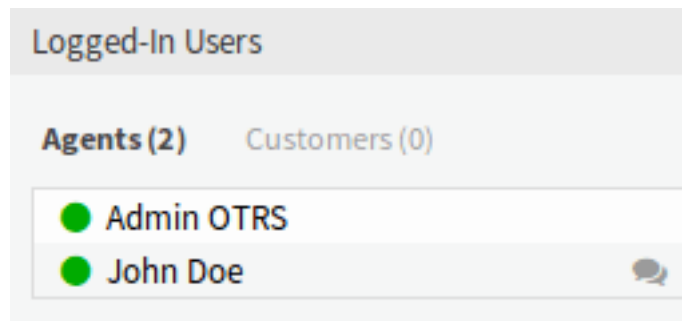 Logged-In Users
Agents (2) Customers (0)
Admin OTRS
John Doe